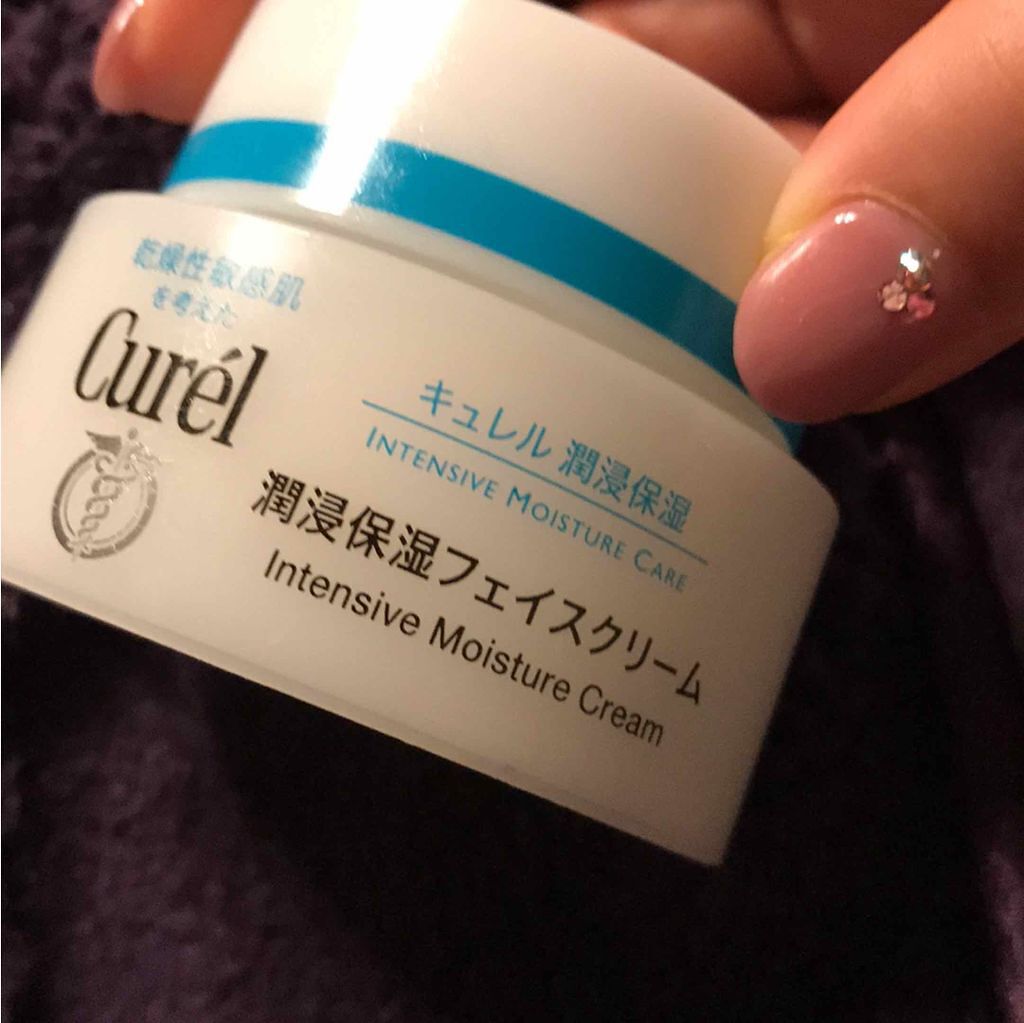 乾燥性敏感肌
を考えた
Curél
キュレル 潤浸保湿
INTENSIVE MOISTURE CARE
潤浸保湿フェイスクリーム
Intensive Moisture Cream